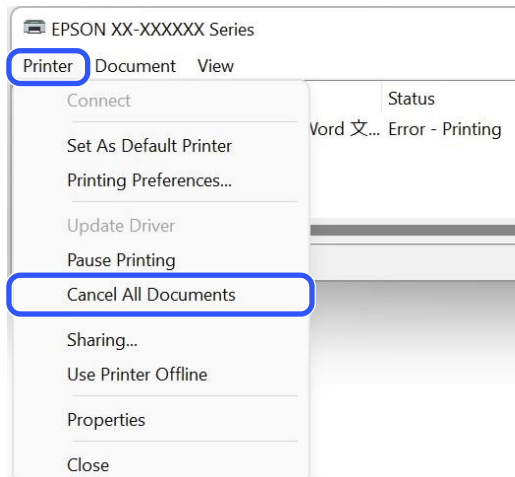 EPSON XX-XXXXXX Series
Printer Document View
Connect
Status
Word 文... Error - Printing
Set As Default Printer
Printing Preferences...
Update Driver
Pause Printing
Cancel All Documents
Sharing...
Use Printer Offline
Properties
Close